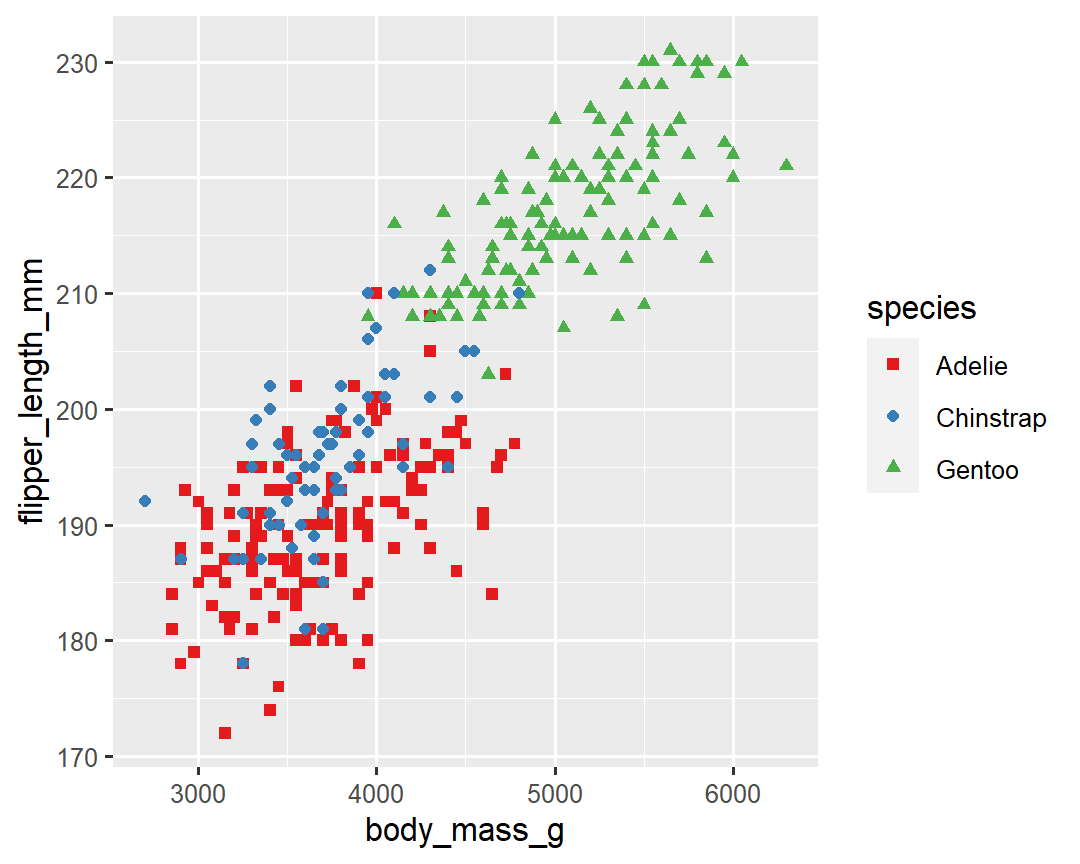 230
220
210
200
190
180
170
flipper_length_mm
3000 4000 5000 6000
body_mass_g
species
Adelie
Chinstrap
Gentoo